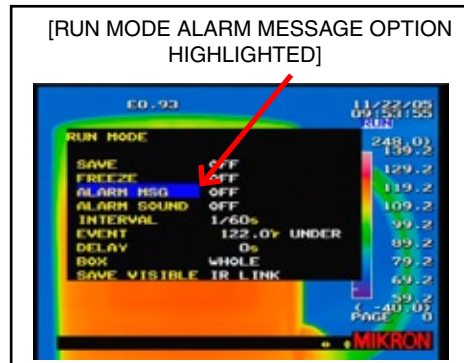 [RUN MODE ALARM MESSAGE OPTION
HIGHLIGHTED]
E0.93
11/22/05
09:53:55
RUN
RUN MODE
248.0)
139.2
SAVE OFF
129.2
FREEZE OFF
ALARM MSG OFF
119.2
ALARM SOUND OFF
109.2
INTERVAL 1/60s
99.2
EVENT 122.0F UNDER
DELAY 0s
89.2
BOX WHOLE
79.2
SAVE VISIBLE IR LINK
69.2
59.2
( -40.0)
PAGE 0
MIKRON